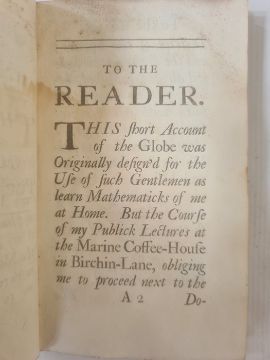 TO THE
READER.
THIS ſhort Account
of the Globe was
Originally deſign'd for the
Uſe of ſuch Gentlemen as
learn Mathematicks of me
at Home. But the Courſe
of my Publick Lectures at
the Marine Coffee-Houſe
in Birchin-Lane, obliging
me to proceed next to the
A 2 Do-